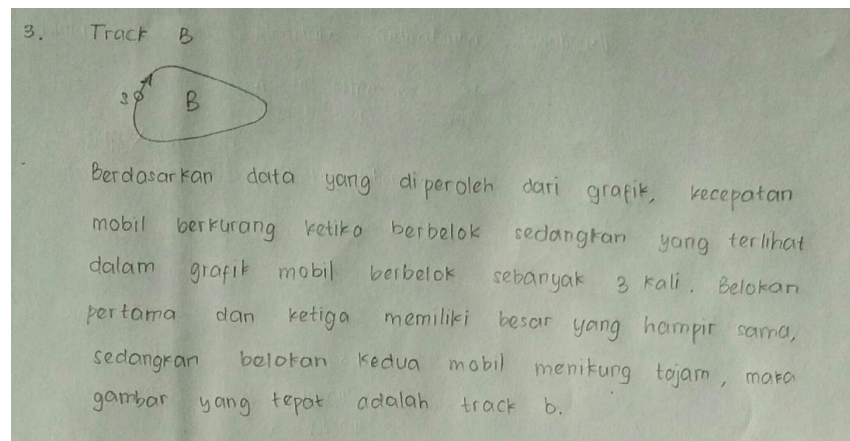 3. Track B
S B
Berdasarkan data yang diperoleh dari grafik, kecepatan
mobil berkurang ketika berbelok sedangkan yang terlihat
dalam grafik mobil berbelok sebanyak 3 kali. Belokan
pertama dan ketiga memiliki besar yang hampir sama,
sedangkan belokan kedua mobil menikung tajam, maka
gambar yang tepat adalah track b.